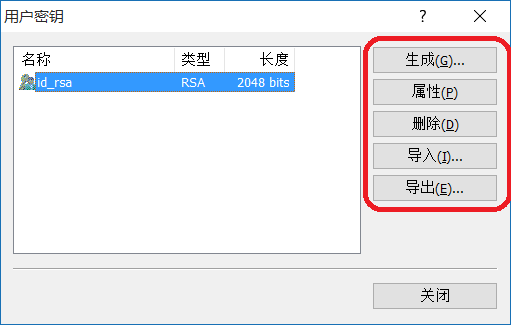 用户密钥
名称 类型 长度
id_rsa RSA 2048 bits
生成(G)...
属性(P)
删除(D)
导入(I)...
导出(E)...
关闭